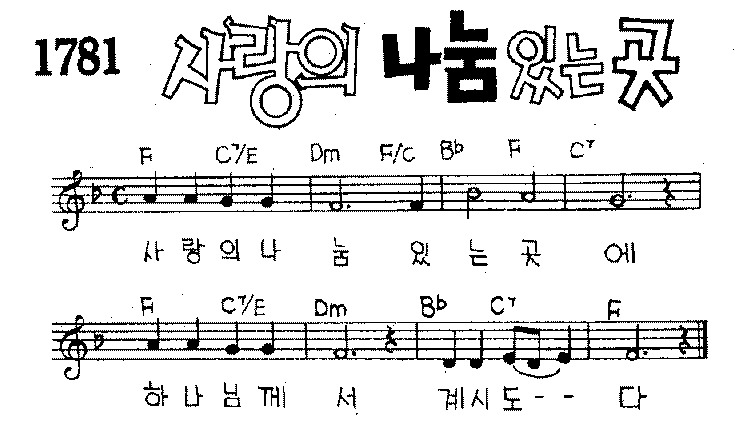 1781 사랑의 나눔 있는 곳
F C7/E Dm F/C Bb F C7
사 랑 의 나 눔 있 는 곳 에
F C7/E Dm Bb C7 F
하 나 님 께 서 계 시 도 - - 다